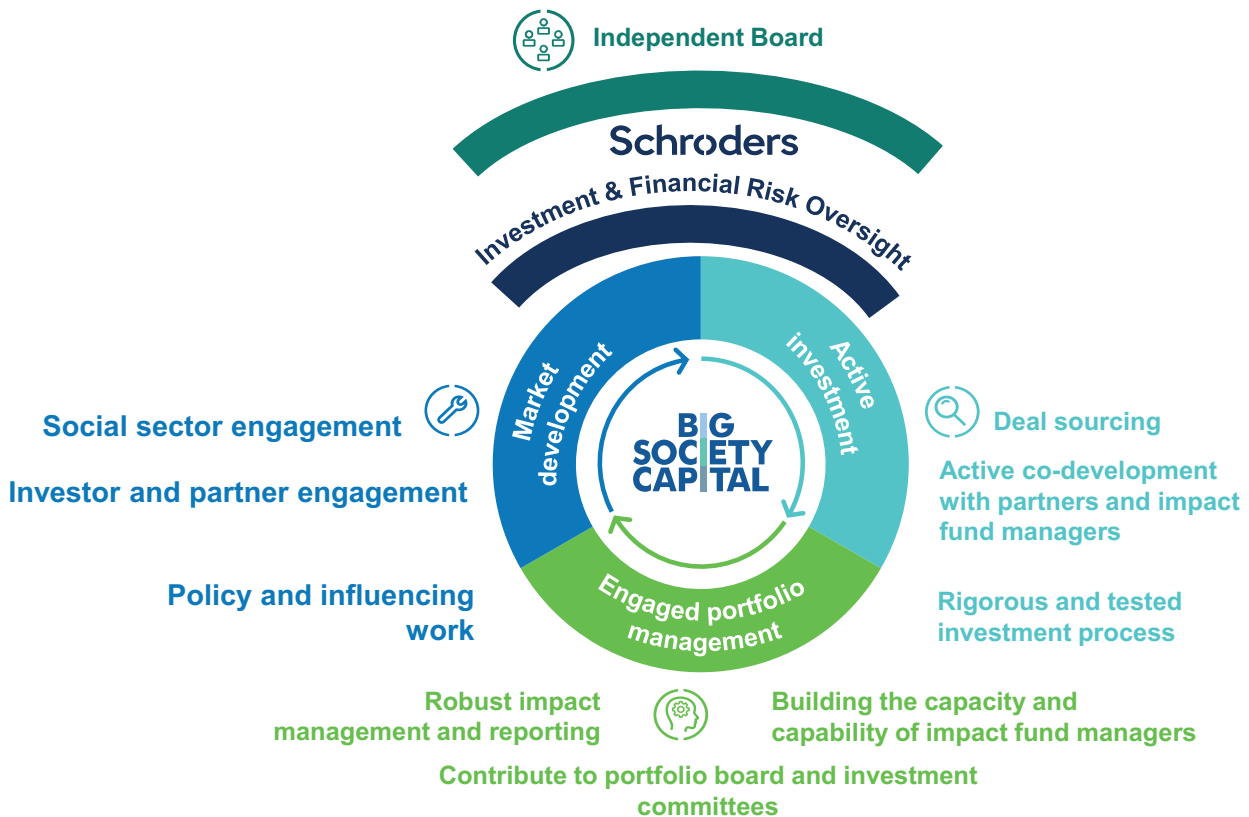 Independent Board
Schroders
Investment & Financial Risk Oversight
Market
development
Active
investment
BIG
SOCIETY
CAPITAL
Engaged portfolio
management
Social sector engagement
Investor and partner engagement
Policy and influencing
work
Deal sourcing
Active co-development
with partners and impact
fund managers
Rigorous and tested
investment process
Robust impact
management and reporting
Building the capacity and
capability of impact fund managers
Contribute to portfolio board and investment
committees